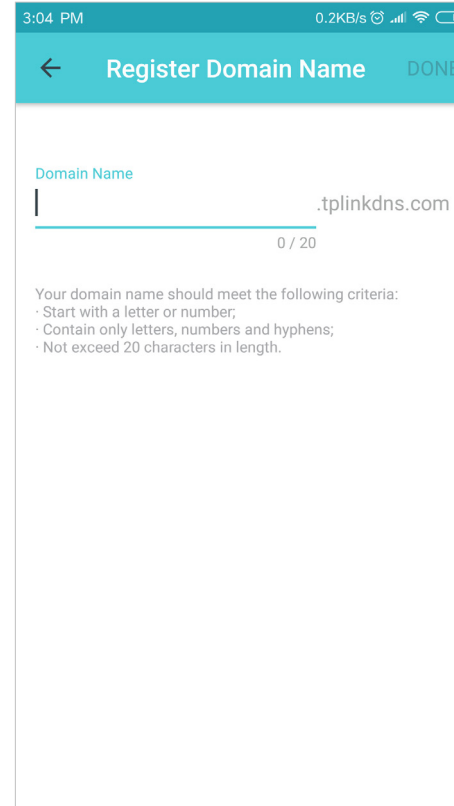 3:04 PM 0.2KB/s
Register Domain Name DONE
Domain Name
.tplinkdns.com
0 / 20
Your domain name should meet the following criteria:
· Start with a letter or number;
· Contain only letters, numbers and hyphens;
· Not exceed 20 characters in length.